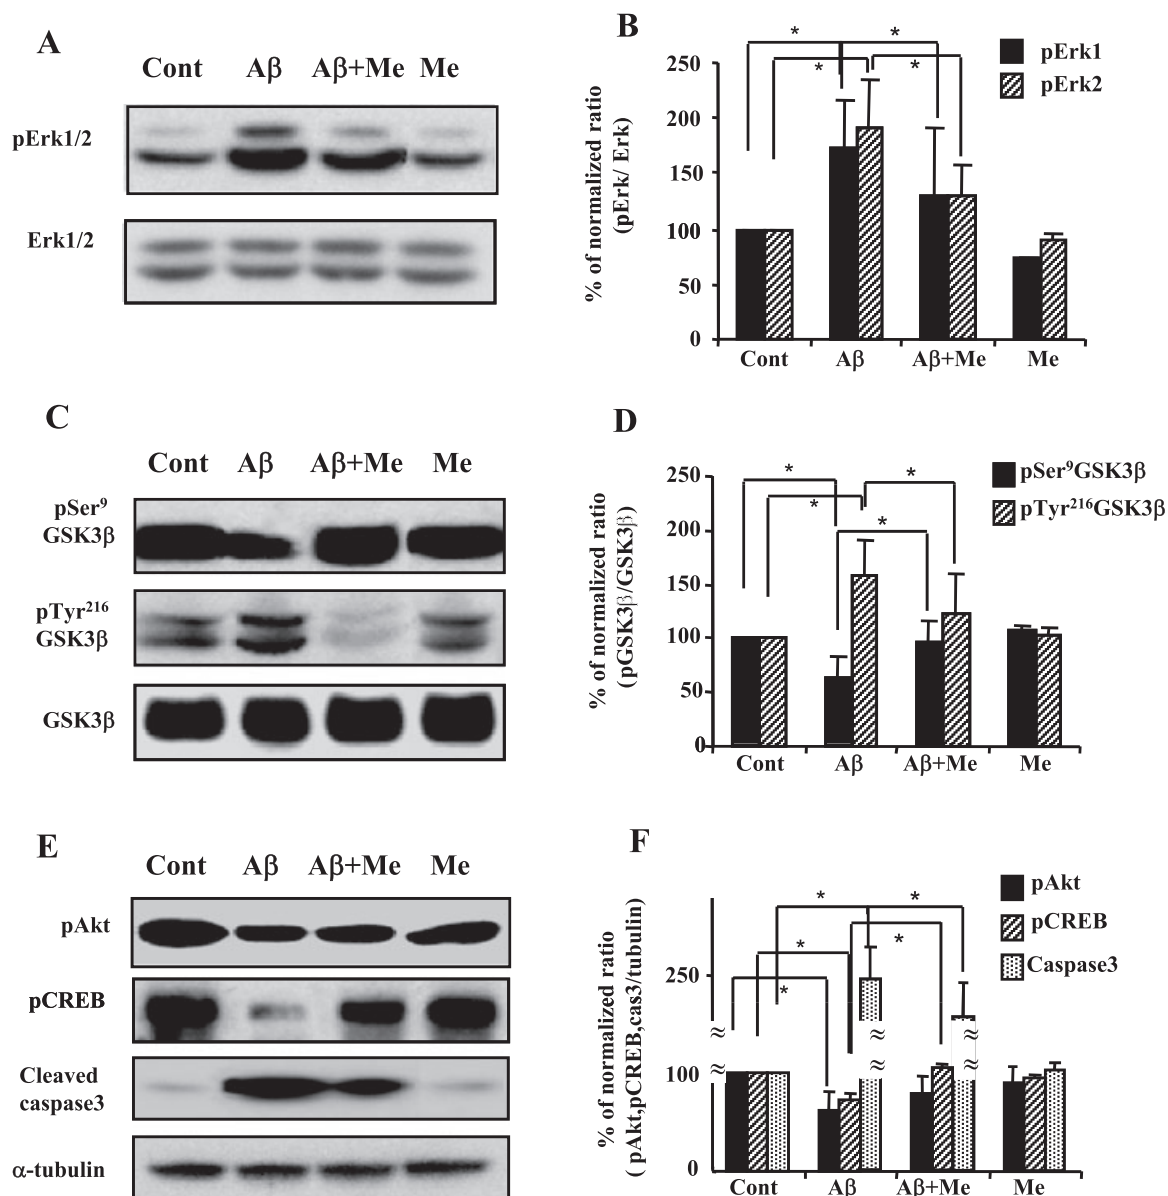 A
Cont Aβ Aβ+Me Me
pErk1/2
Erk1/2
B
* *
* *
pErk1
pErk2
% of normalized ratio
(pErk/ Erk)
250
200
150
100
50
0
Cont Aβ Aβ+Me Me
C
Cont Aβ Aβ+Me Me
pSer⁹
GSK3β
pTyr²¹⁶
GSK3β
GSK3β
D
* *
*
*
pSer⁹GSK3β
pTyr²¹⁶GSK3β
% of normalized ratio
(pGSK3β/GSK3β)
250
200
150
100
50
0
Cont Aβ Aβ+Me Me
E
Cont Aβ Aβ+Me Me
pAkt
pCREB
Cleaved
caspase3
α-tubulin
F
* *
* *
*
pAkt
pCREB
Caspase3
% of normalized ratio
( pAkt,pCREB,cas3/tubulin)
250
≈ ≈ ≈
≈ ≈ ≈
100
0
Cont Aβ Aβ+Me Me